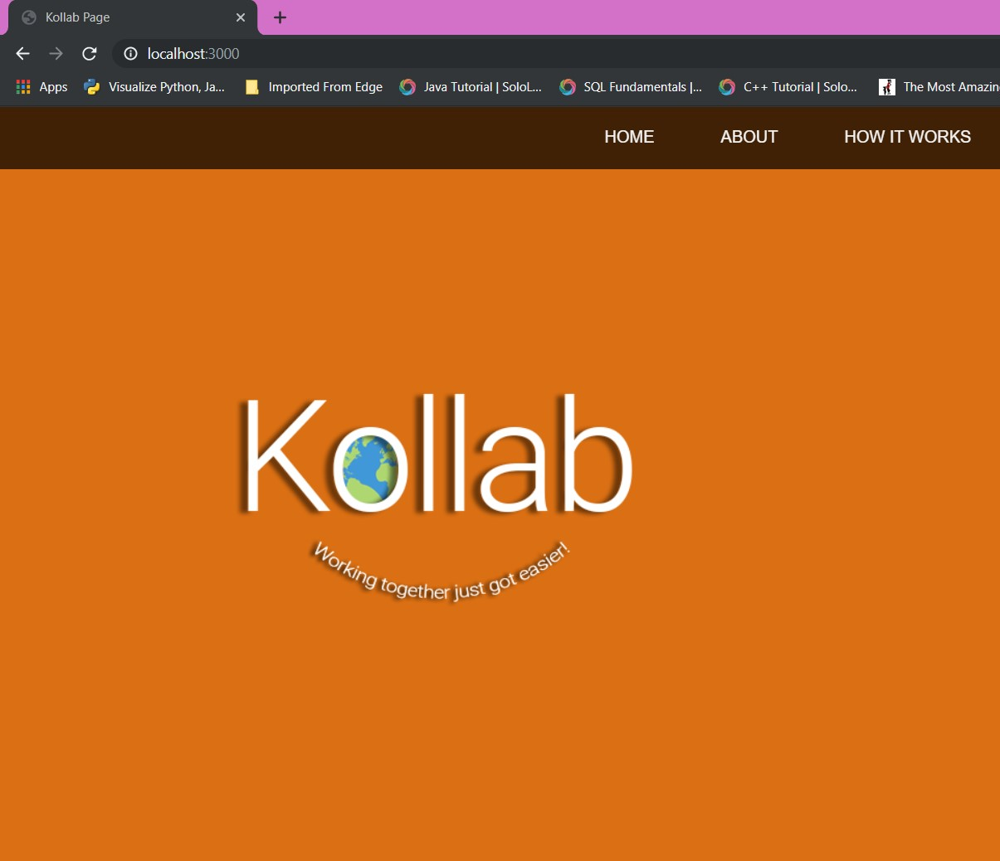 Kollab Page
localhost:3000
Apps Visualize Python, Ja... Imported From Edge Java Tutorial | SoloL... SQL Fundamentals |... C++ Tutorial | Solo... The Most Amazin
HOME ABOUT HOW IT WORKS
Kollab
Working together just got easier!